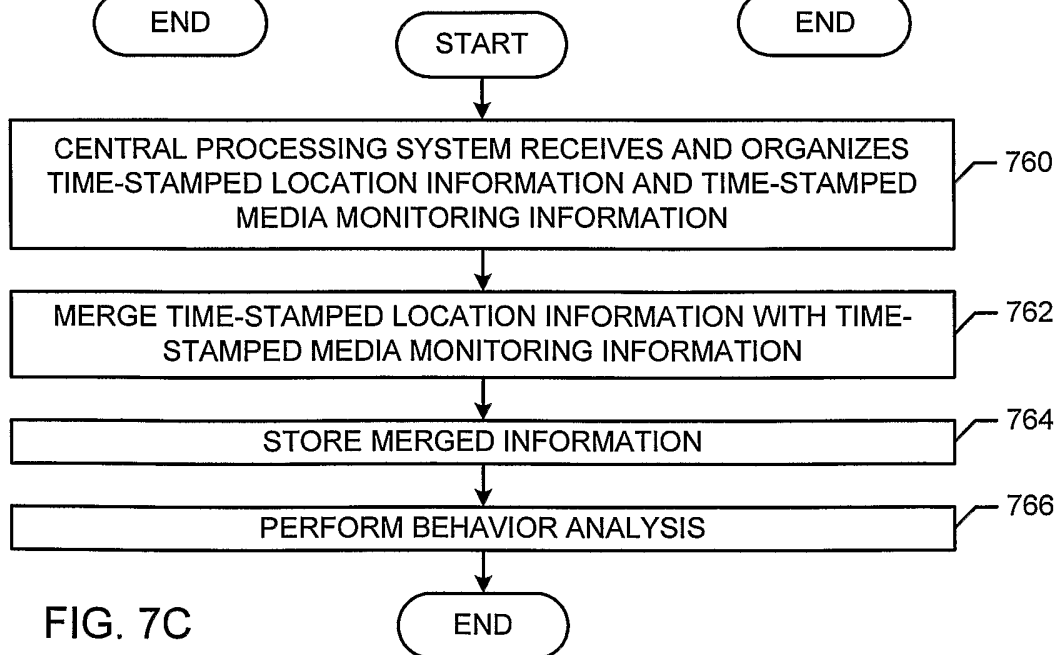 END
END
START
CENTRAL PROCESSING SYSTEM RECEIVES AND ORGANIZES
TIME-STAMPED LOCATION INFORMATION AND TIME-STAMPED
MEDIA MONITORING INFORMATION
760
MERGE TIME-STAMPED LOCATION INFORMATION WITH TIME-
STAMPED MEDIA MONITORING INFORMATION
762
STORE MERGED INFORMATION
764
PERFORM BEHAVIOR ANALYSIS
766
FIG. 7C
END